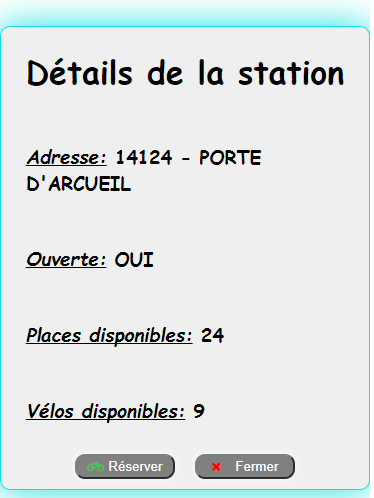 Détails de la station
Adresse: 14124 - PORTE
D'ARCUEIL
Ouverte: OUI
Places disponibles: 24
Vélos disponibles: 9
Réserver
Fermer